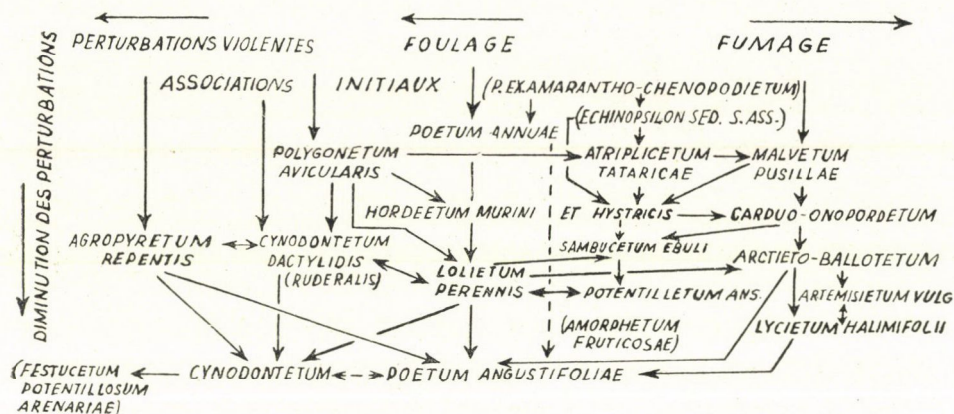 PERTURBATIONS VIOLENTES
FOULAGE
FUMAGE
DIMINUTION DES PERTURBATIONS
ASSOCIATIONS
INITIAUX
(P.EX.AMARANTHO-CHENOPODIETUM)
POETUM ANNUAE
(ECHINOPSILON SED. S. ASS.)
POLYGONETUM
AVICULARIS
ATRIPLICETUM
TATARICAE
MALVETUM
PUSILLAE
HORDEETUM MURINI
ET HYSTRICIS
CARDUO-ONOPORDETUM
AGROPYRETUM
REPENTIS
CYNODONTETUM
DACTYLIDIS
(RUDERALIS)
SAMBUCETUM EBULI
LOLIETUM
PERENNIS
ARCTIETO-BALLOTETUM
POTENTILLETUM ANS.
ARTEMISIETUM VULG
(AMORPHETUM
FRUTICOSAE)
LYCIETUM HALIMIFOLII
(FESTUCETUM
POTENTILLOSUM
ARENARIAE)
CYNODONTETUM
POETUM ANGUSTIFOLIAE